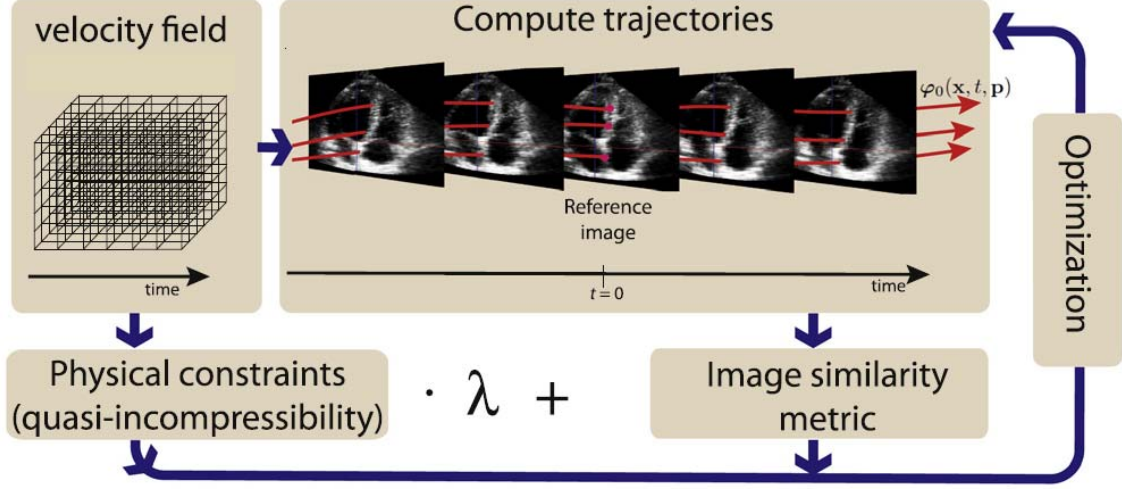 velocity field
time
Compute trajectories
φ₀(x, t, p)
Reference
image
t = 0
time
Optimization
Physical constraints
(quasi-incompressibility)
· λ +
Image similarity
metric